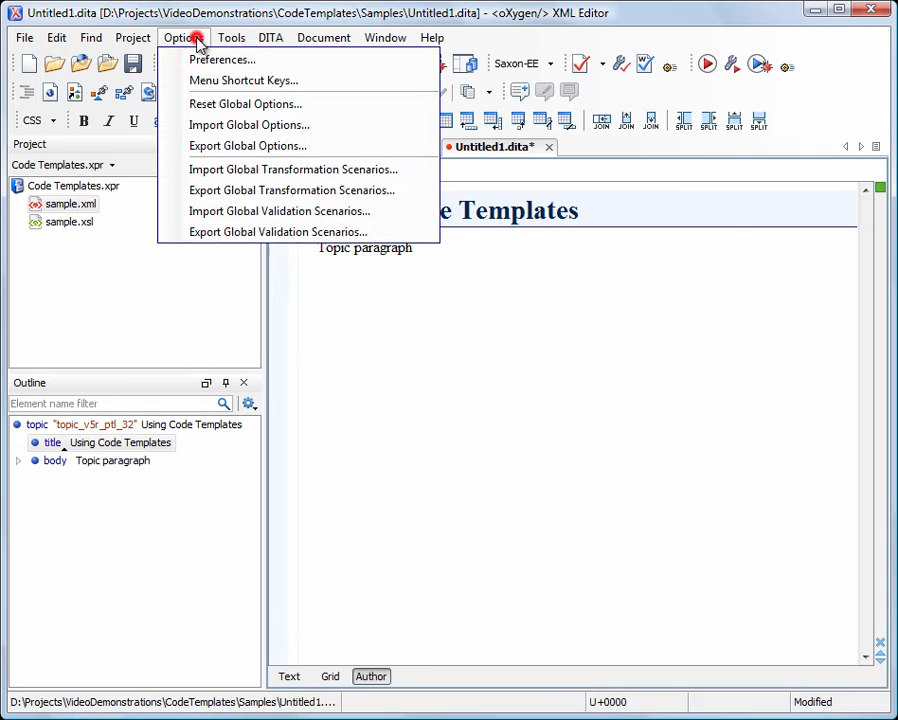 Untitled1.dita [D:\Projects\VideoDemonstrations\CodeTemplates\Samples\Untitled1.dita] - <oXygen/> XML Editor
File Edit Find Project Options Tools DITA Document Window Help
Preferences...
Menu Shortcut Keys...
Reset Global Options...
Import Global Options...
Export Global Options...
Import Global Transformation Scenarios...
Export Global Transformation Scenarios...
Import Global Validation Scenarios...
Export Global Validation Scenarios...
Saxon-EE
CSS B I U
JOIN JOIN SPLIT SPLIT SPLIT SPLIT
Project
Untitled1.dita*
Code Templates.xpr
Code Templates.xpr
sample.xml
sample.xsl
e Templates
Topic paragraph
Outline
Element name filter
topic "topic_v5r_ptl_32" Using Code Templates
title Using Code Templates
body Topic paragraph
Text Grid Author
D:\Projects\VideoDemonstrations\CodeTemplates\Samples\Untitled1.... U+0000 Modified